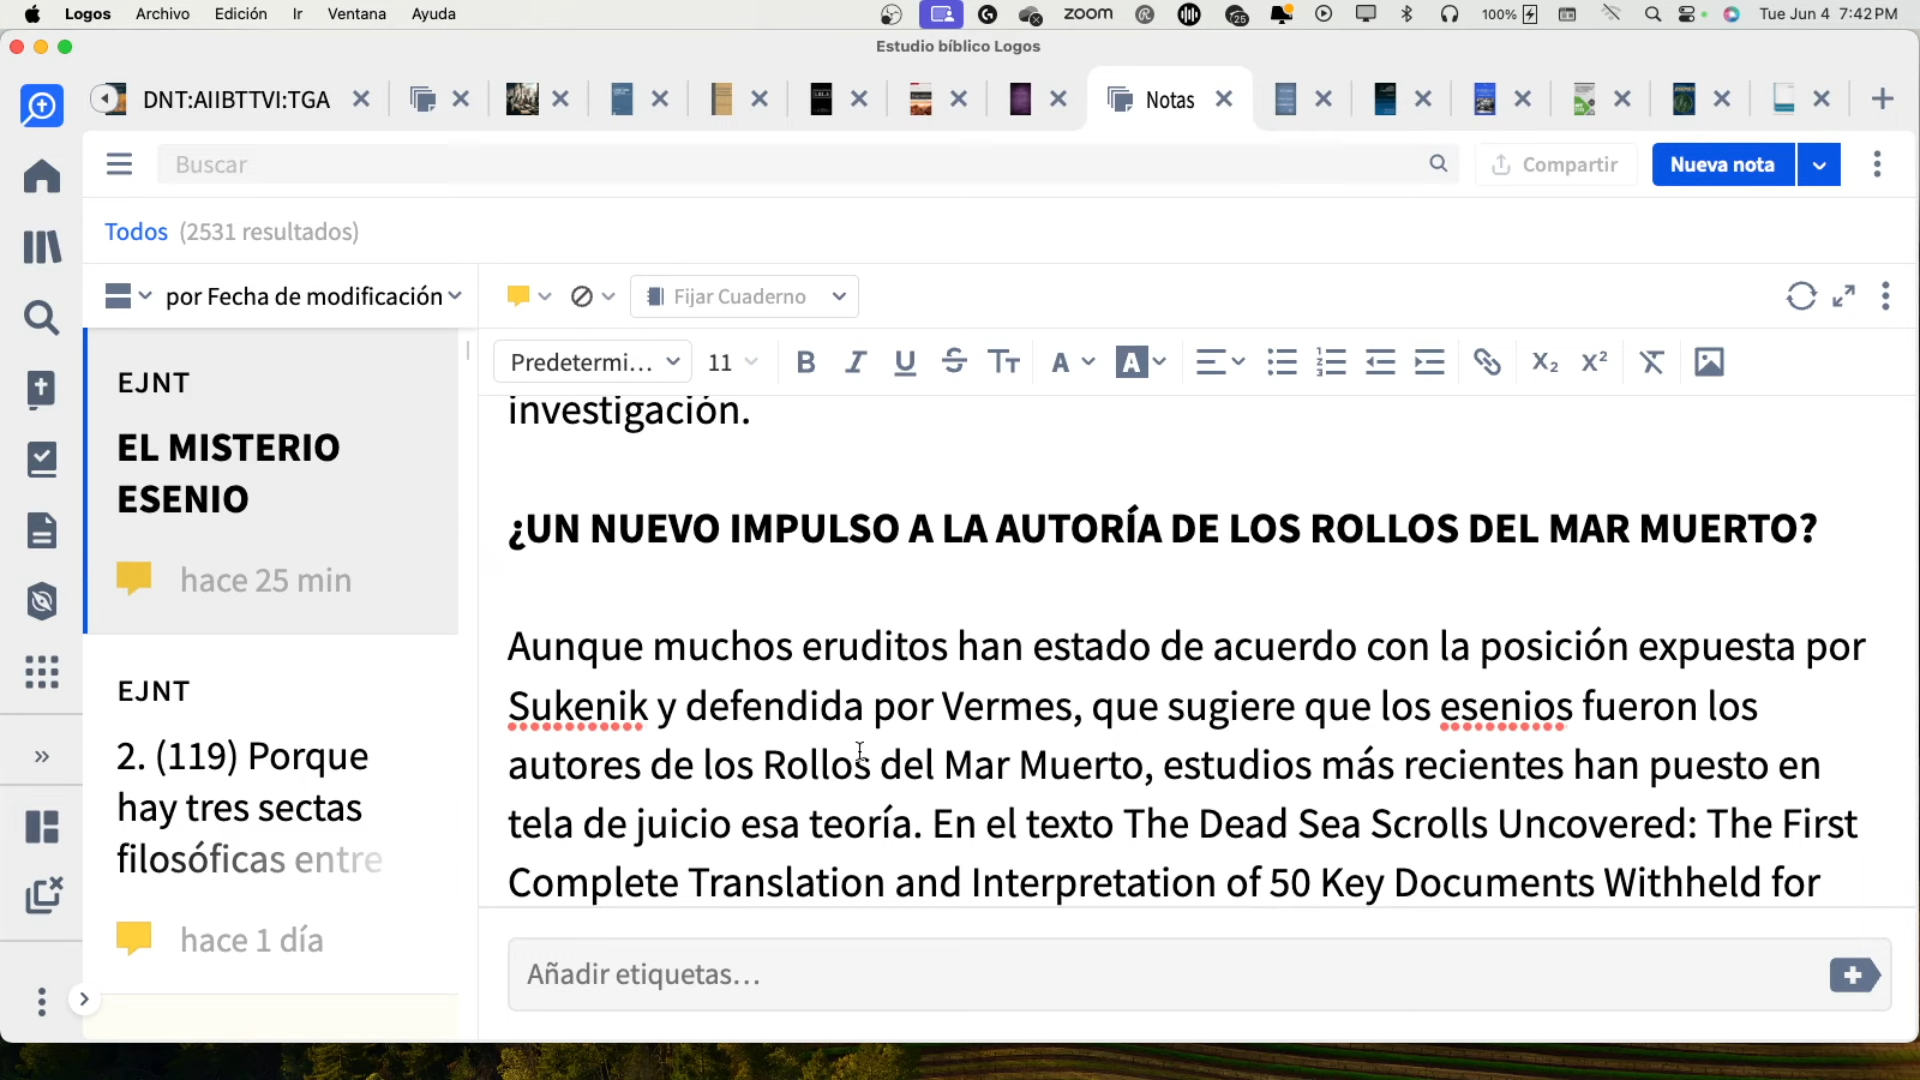 Logos Archivo Edición Ir Ventana Ayuda zoom 25 100% Tue Jun 4 7:42 PM
Estudio bíblico Logos
DNT:AIIBTTVI:TGA Notas
Buscar Compartir Nueva nota
Todos (2531 resultados)
por Fecha de modificación Fijar Cuaderno
Predetermi... 11 B I U S TT A A X₂ X²
EJNT
EL MISTERIO
ESENIO
hace 25 min
EJNT
2. (119) Porque
hay tres sectas
filosóficas entre
hace 1 día
investigación.
¿UN NUEVO IMPULSO A LA AUTORÍA DE LOS ROLLOS DEL MAR MUERTO?
Aunque muchos eruditos han estado de acuerdo con la posición expuesta por
Sukenik y defendida por Vermes, que sugiere que los esenios fueron los
autores de los Rollos del Mar Muerto, estudios más recientes han puesto en
tela de juicio esa teoría. En el texto The Dead Sea Scrolls Uncovered: The First
Complete Translation and Interpretation of 50 Key Documents Withheld for
Añadir etiquetas...